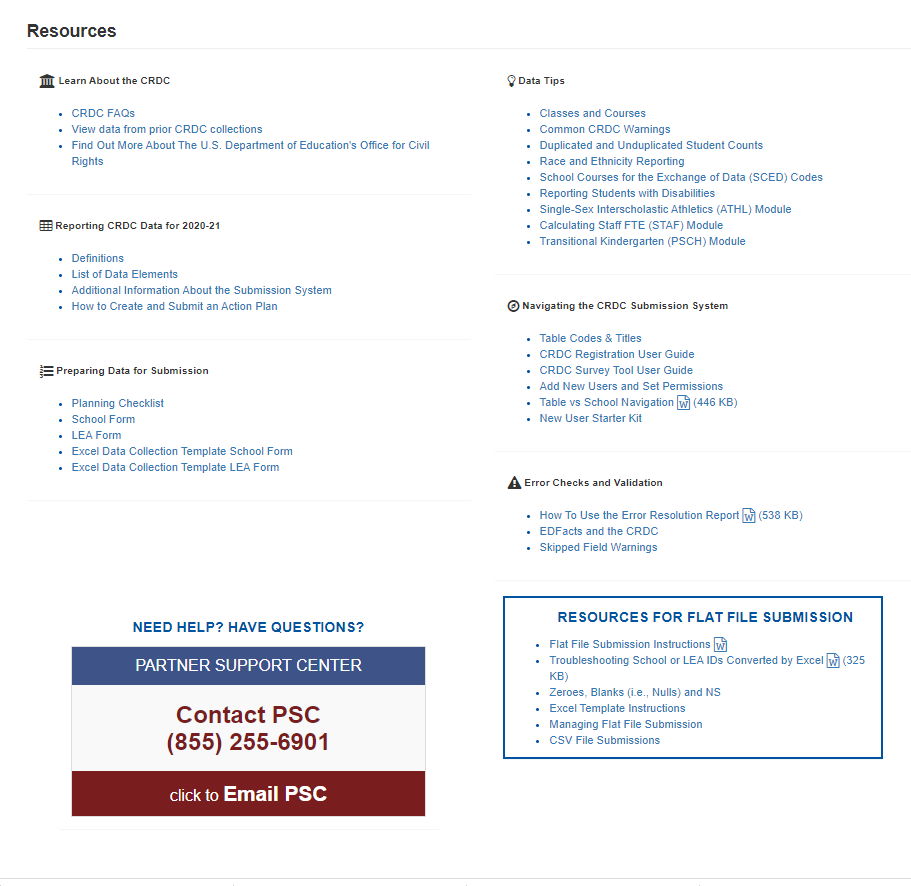 Resources
Learn About the CRDC
CRDC FAQs
View data from prior CRDC collections
Find Out More About The U.S. Department of Education's Office for Civil
Rights
Reporting CRDC Data for 2020-21
Definitions
List of Data Elements
Additional Information About the Submission System
How to Create and Submit an Action Plan
Preparing Data for Submission
Planning Checklist
School Form
LEA Form
Excel Data Collection Template School Form
Excel Data Collection Template LEA Form
NEED HELP? HAVE QUESTIONS?
PARTNER SUPPORT CENTER
Contact PSC
(855) 255-6901
click to Email PSC
Data Tips
Classes and Courses
Common CRDC Warnings
Duplicated and Unduplicated Student Counts
Race and Ethnicity Reporting
School Courses for the Exchange of Data (SCED) Codes
Reporting Students with Disabilities
Single-Sex Interscholastic Athletics (ATHL) Module
Calculating Staff FTE (STAF) Module
Transitional Kindergarten (PSCH) Module
Navigating the CRDC Submission System
Table Codes & Titles
CRDC Registration User Guide
CRDC Survey Tool User Guide
Add New Users and Set Permissions
Table vs School Navigation (446 KB)
New User Starter Kit
Error Checks and Validation
How To Use the Error Resolution Report (538 KB)
EDFacts and the CRDC
Skipped Field Warnings
RESOURCES FOR FLAT FILE SUBMISSION
Flat File Submission Instructions
Troubleshooting School or LEA IDs Converted by Excel (325
KB)
Zeroes, Blanks (i.e., Nulls) and NS
Excel Template Instructions
Managing Flat File Submission
CSV File Submissions